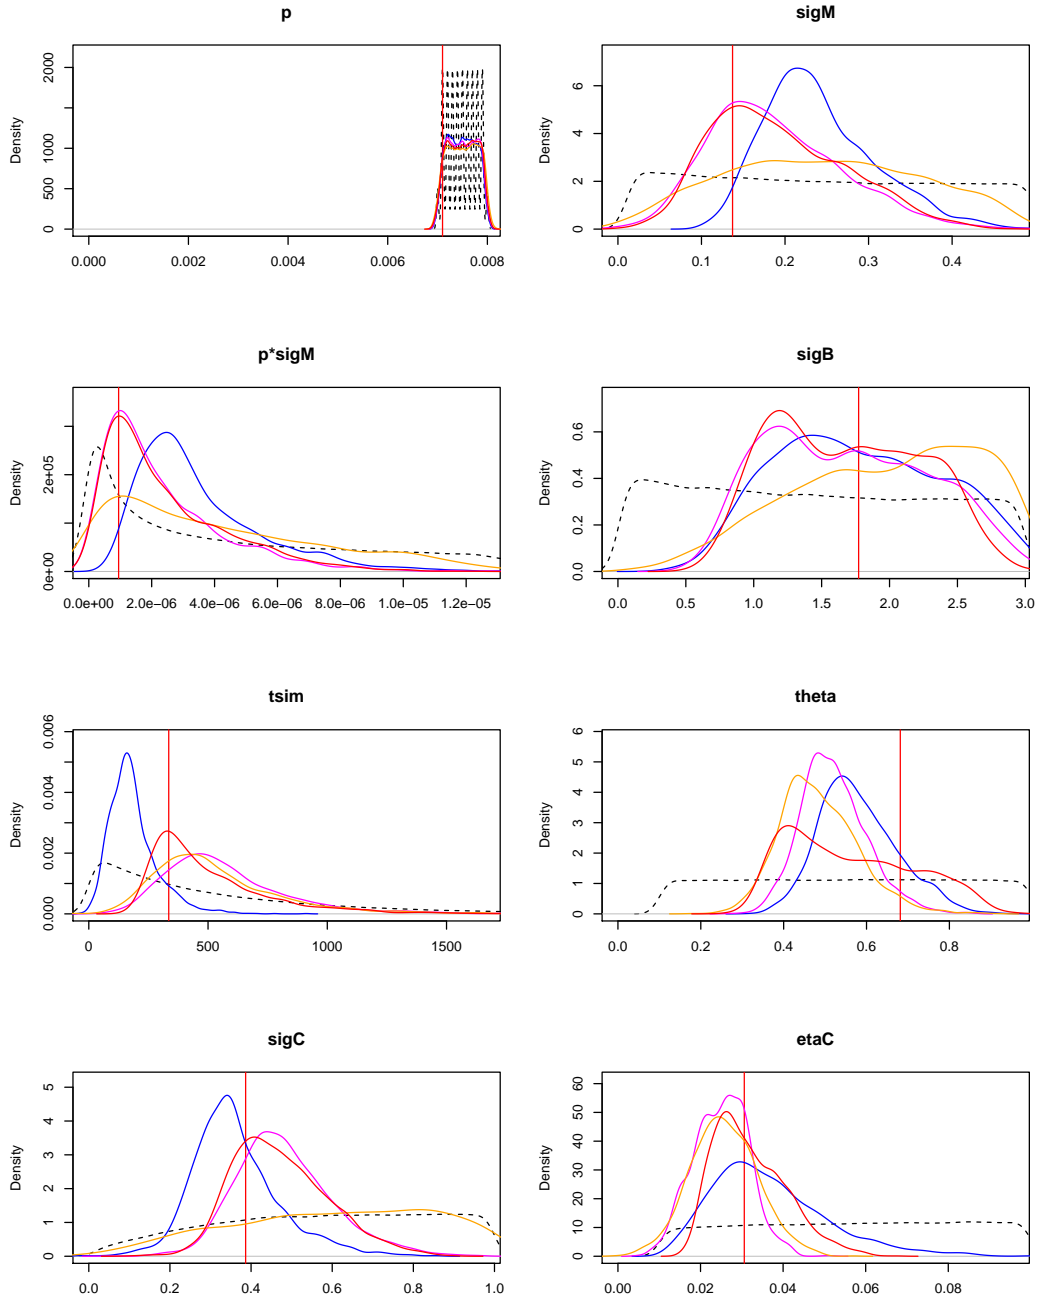 p
Density
0 500 1000 2000
0.000 0.002 0.004 0.006 0.008
sigM
Density
0 2 4 6
0.0 0.1 0.2 0.3 0.4
p*sigM
Density
0e+00 2e+05
0.0e+00 2.0e−06 4.0e−06 6.0e−06 8.0e−06 1.0e−05 1.2e−05
sigB
Density
0.0 0.2 0.4 0.6
0.0 0.5 1.0 1.5 2.0 2.5 3.0
tsim
Density
0.000 0.002 0.004 0.006
0 500 1000 1500
theta
Density
0 1 2 3 4 5 6
0.0 0.2 0.4 0.6 0.8
sigC
Density
0 1 2 3 4 5
0.0 0.2 0.4 0.6 0.8 1.0
etaC
Density
0 10 20 30 40 50 60
0.00 0.02 0.04 0.06 0.08